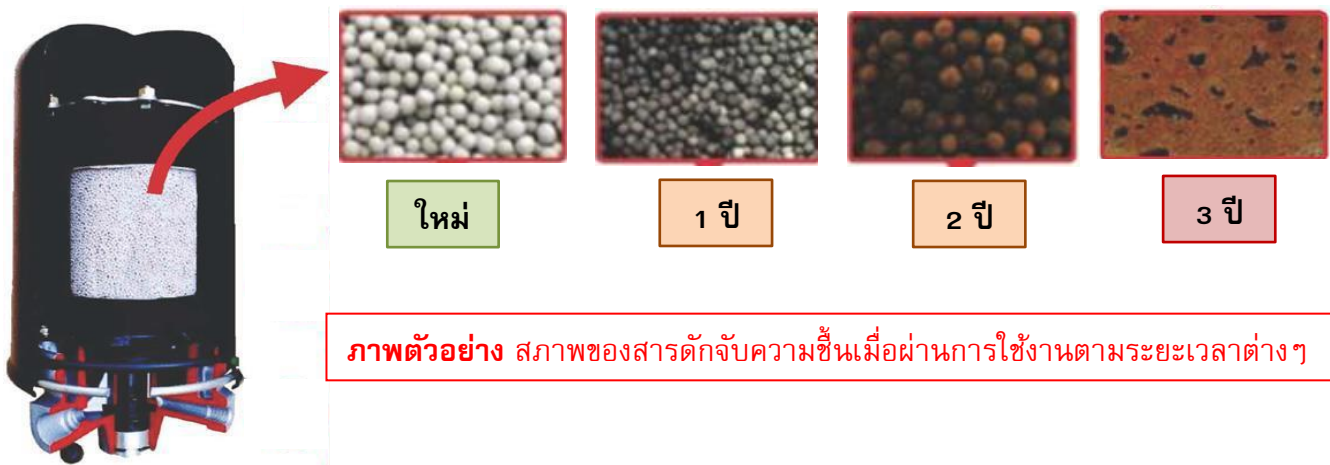 ใหม่
1 ปี
2 ปี
3 ปี
ภาพตัวอย่าง สภาพของสารดักจับความชื้นเมื่อผ่านการใช้งานตามระยะเวลาต่างๆ